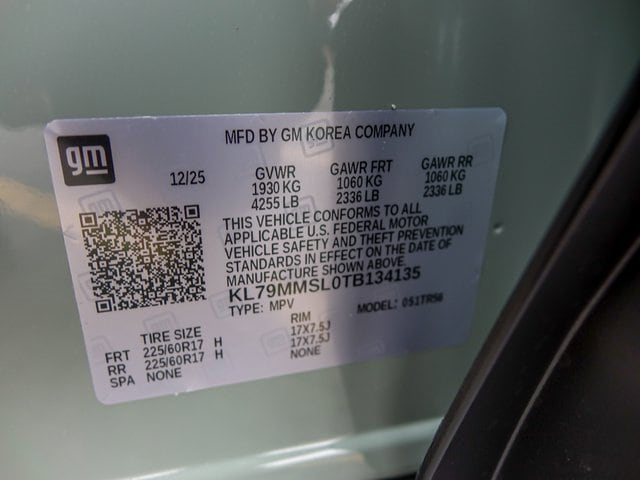 MFD BY GM KOREA COMPANY
gm
12/25
GVWR GAWR FRT GAWR RR
1930 KG 1060 KG 1060 KG
4255 LB 2336 LB 2336 LB
THIS VEHICLE CONFORMS TO ALL
APPLICABLE U.S. FEDERAL MOTOR
VEHICLE SAFETY AND THEFT PREVENTION
STANDARDS IN EFFECT ON THE DATE OF
MANUFACTURE SHOWN ABOVE.
KL79MMSL0TB134135
TYPE: MPV MODEL: 0S1TR56
TIRE SIZE RIM
FRT 225/60R17 H 17X7.5J
RR 225/60R17 H 17X7.5J
SPA NONE NONE